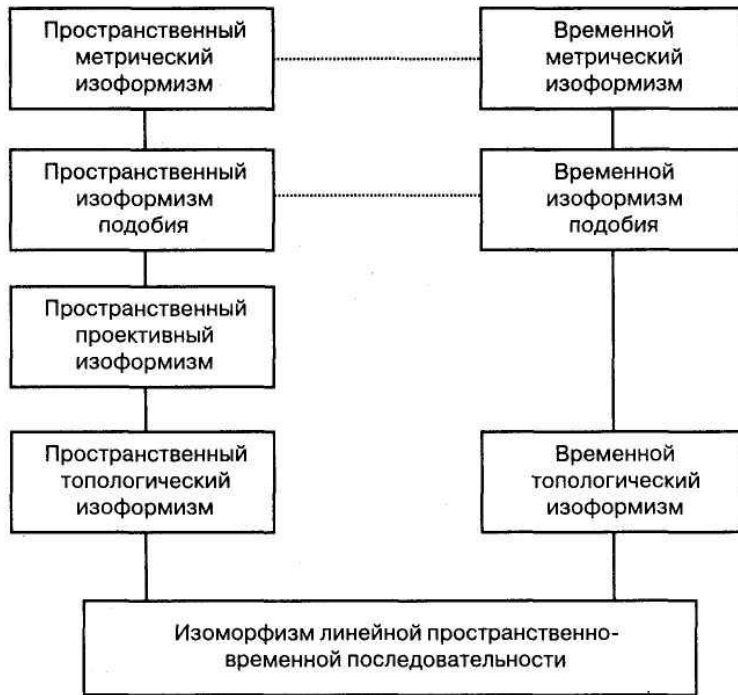 Пространственный
метрический
изоформизм
Временной
метрический
изоформизм
Пространственный
изоформизм
подобия
Временной
изоформизм
подобия
Пространственный
проективный
изоформизм
Пространственный
топологический
изоформизм
Временной
топологический
изоформизм
Изоморфизм линейной пространственно-
временной последовательности